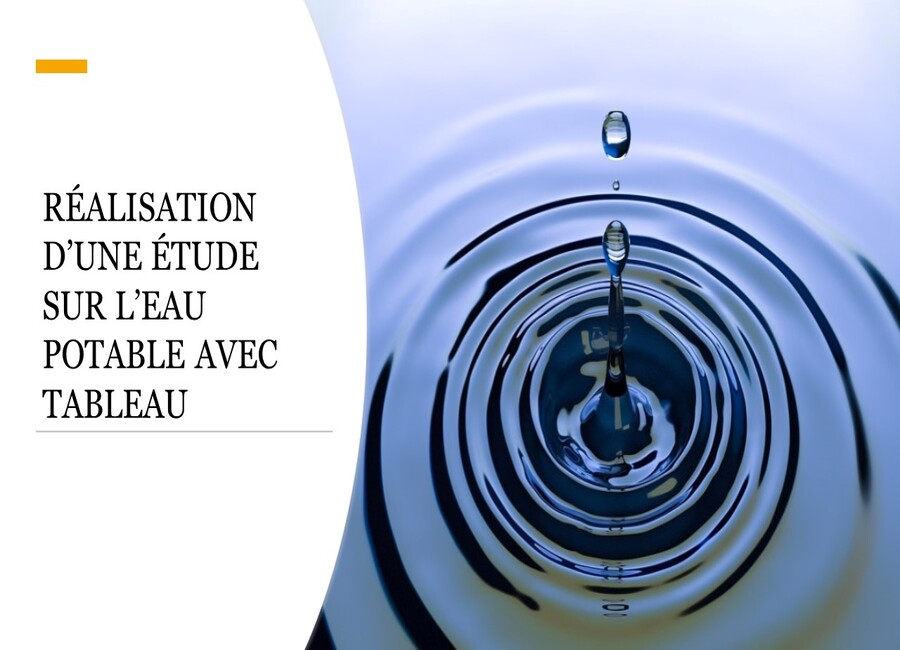 RÉALISATION
D’UNE ÉTUDE
SUR L’EAU
POTABLE AVEC
TABLEAU